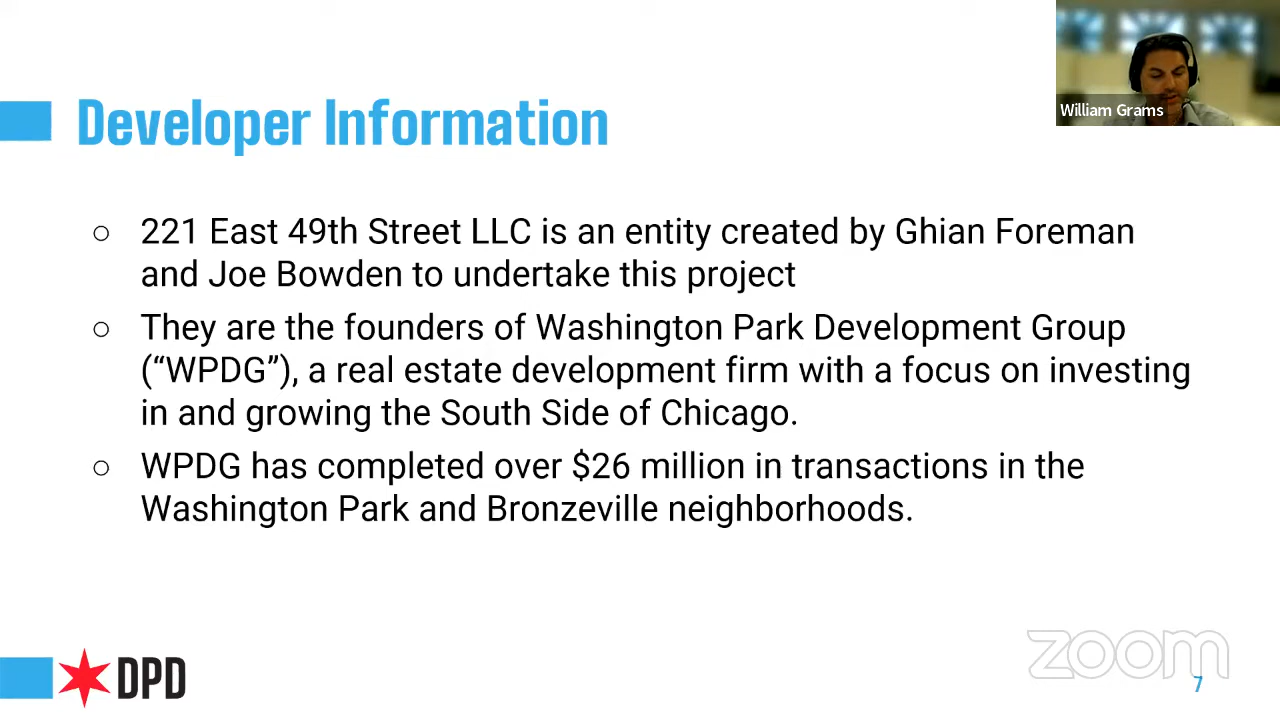 William Grams
Developer Information
○ 221 East 49th Street LLC is an entity created by Ghian Foreman
and Joe Bowden to undertake this project
○ They are the founders of Washington Park Development Group
(“WPDG”), a real estate development firm with a focus on investing
in and growing the South Side of Chicago.
○ WPDG has completed over $26 million in transactions in the
Washington Park and Bronzeville neighborhoods.
DPD
zoom
7